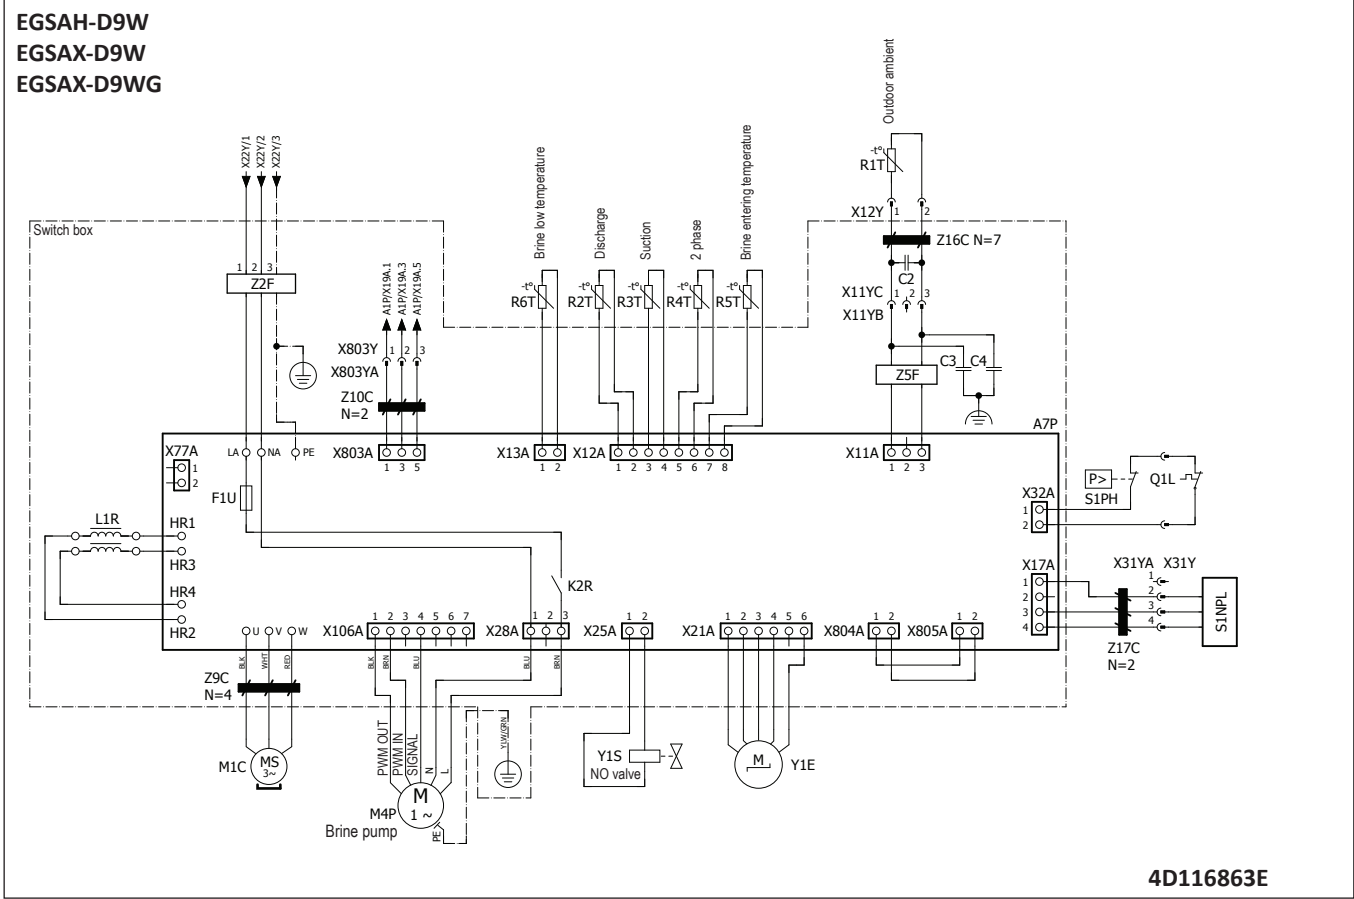 EGSAH-D9W
EGSAX-D9W
EGSAX-D9WG
Switch box
X22Y/1
X22Y/2
X22Y/3
1 2 3
Z2F
A1P/X19A.1
A1P/X19A.3
A1P/X19A.5
X803Y 1 2 3
X803YA
Z10C
N=2
Brine low temperature
Discharge
Suction
2 phase
Brine entering temperature
Outdoor ambient
-t° R6T
-t° R2T
-t° R3T
-t° R4T
-t° R5T
-t°
R1T
X12Y 1 2
Z16C N=7
C2
X11YC 1 2 3
X11YB
C3 C4
Z5F
A7P
X77A
1
2
LA NA PE
X803A
1 3 5
X13A
1 2
X12A
1 2 3 4 5 6 7 8
X11A
1 2 3
F1U
L1R
HR1
HR3
HR4
HR2
X32A
1
2
P>
S1PH
Q1L
X17A
1
2
3
4
X31YA X31Y
1
2
3
4
S1NPL
Z17C
N=2
K2R
U V W
BLK
WHT
RED
Z9C
N=4
M1C
MS
3~
X106A
1 2 3 4 5 6 7
BLK
BRN
BLU
X28A
1 2 3
BLU
BRN
X25A
1 2
X21A
1 2 3 4 5 6
X804A
1 2
X805A
1 2
PWM OUT
PWM IN
SIGNAL
N
L
YLW/GRN
M4P
M
1 ~
PE
Brine pump
Y1S
NO valve
M
Y1E
4D116863E